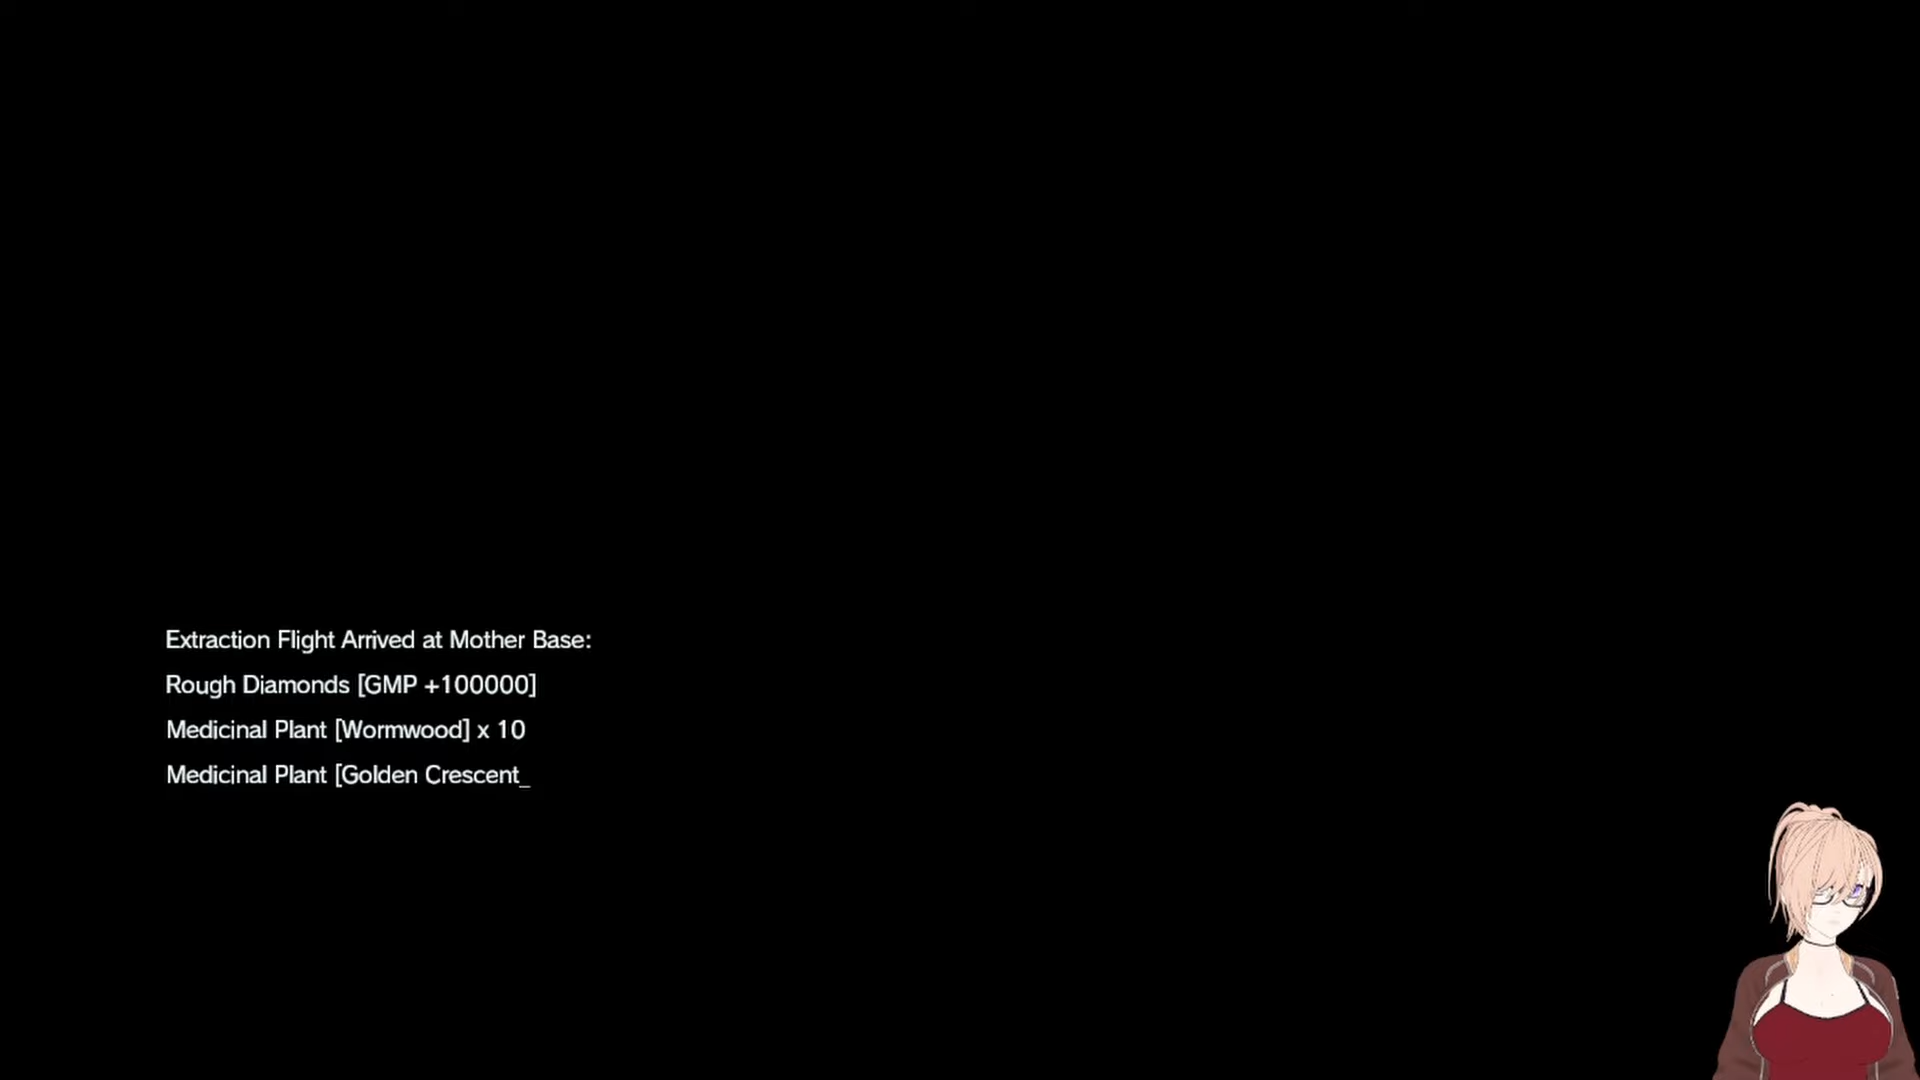 Extraction Flight Arrived at Mother Base:
Rough Diamonds [GMP +100000]
Medicinal Plant [Wormwood] x 10
Medicinal Plant [Golden Crescent_